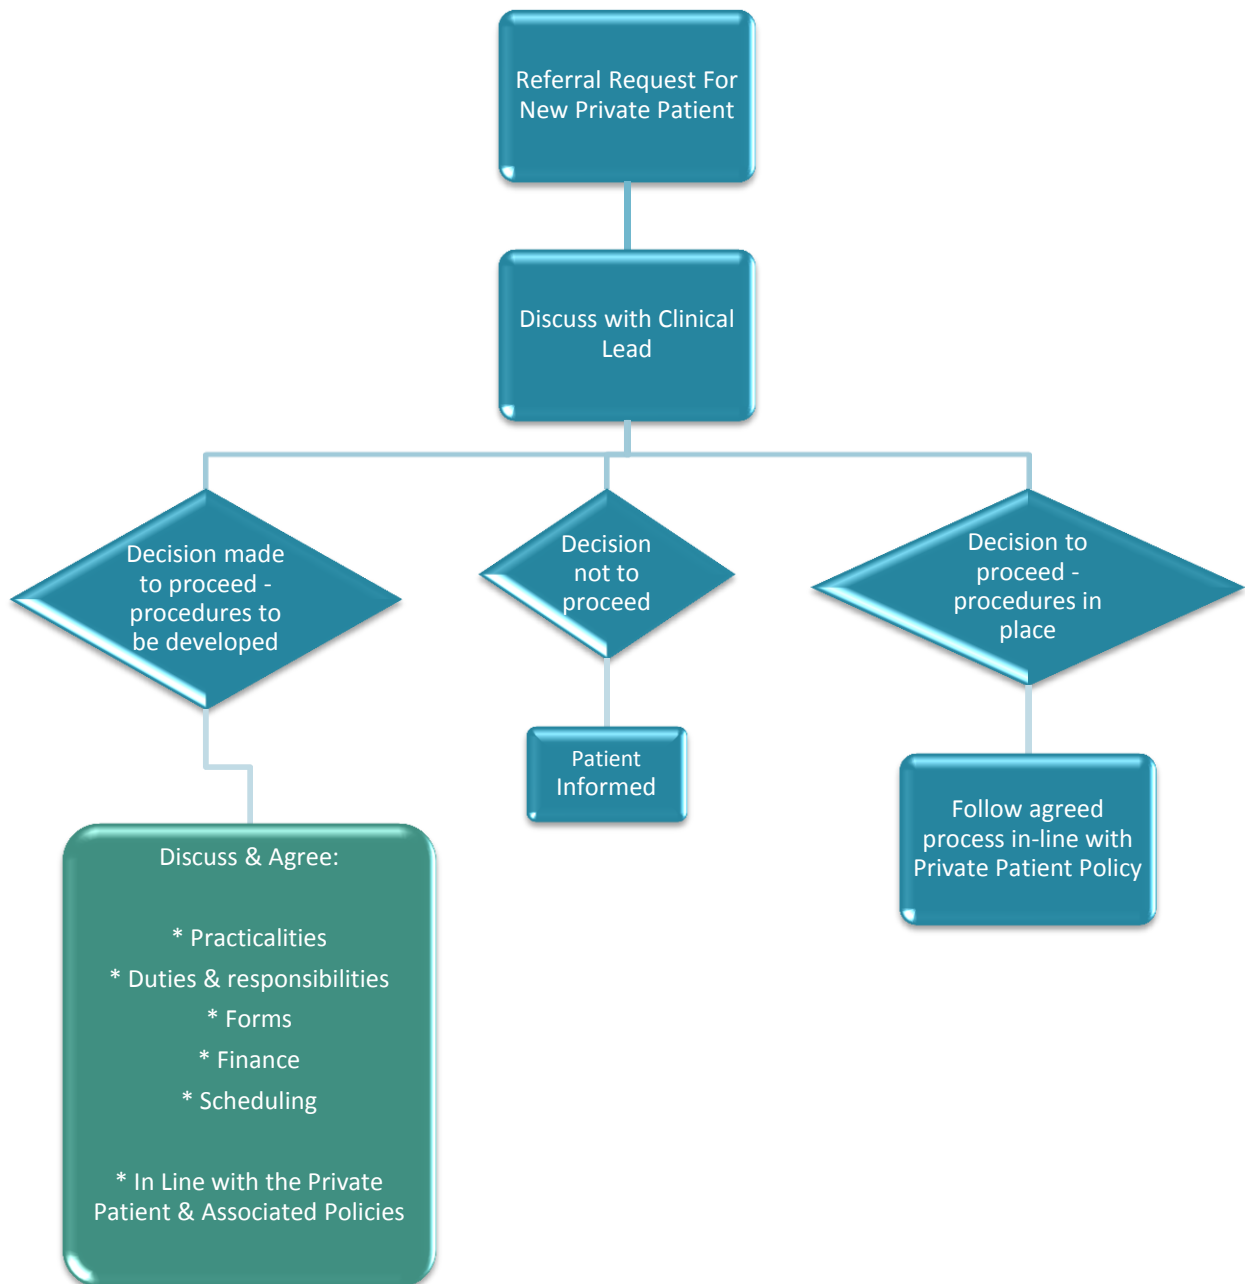 Referral Request For
New Private Patient
Discuss with Clinical
Lead
Decision made
to proceed -
procedures to
be developed
Decision
not to
proceed
Decision to
proceed -
procedures in
place
Patient
Informed
Follow agreed
process in-line with
Private Patient Policy
Discuss & Agree:
* Practicalities
* Duties & responsibilities
* Forms
* Finance
* Scheduling
* In Line with the Private
Patient & Associated Policies